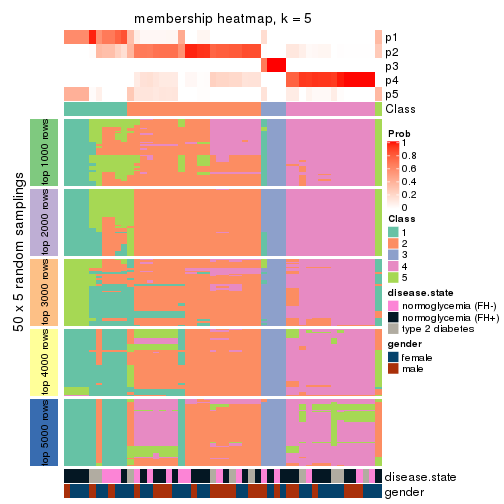 membership heatmap, k = 5
p1
p2
p3
p4
p5
Class
50 x 5 random samplings
top 1000 rows
top 2000 rows
top 3000 rows
top 4000 rows
top 5000 rows
disease.state
gender
Prob
1
0.8
0.6
0.4
0.2
0
Class
1
2
3
4
5
disease.state
normoglycemia (FH-)
normoglycemia (FH+)
type 2 diabetes
gender
female
male